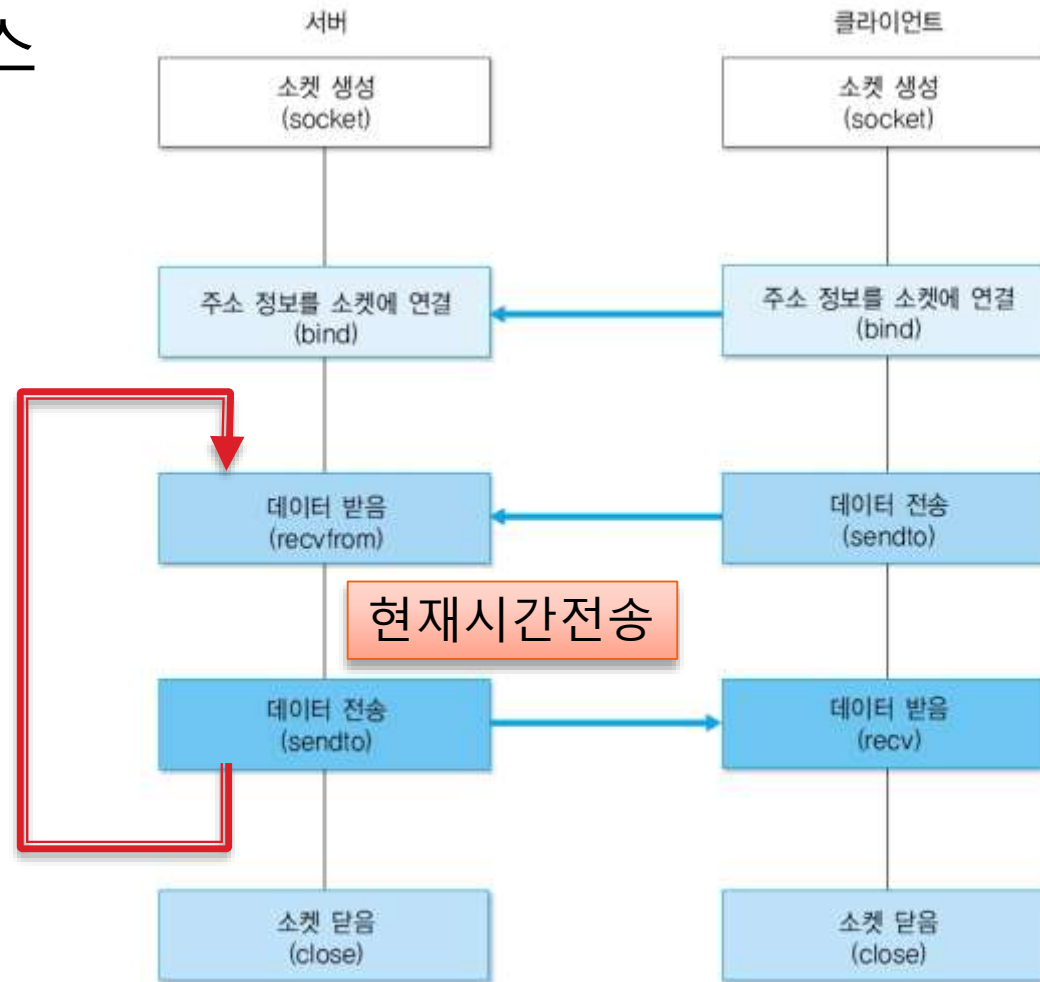 스
서버
클라이언트
소켓 생성
(socket)
소켓 생성
(socket)
주소 정보를 소켓에 연결
(bind)
주소 정보를 소켓에 연결
(bind)
데이터 받음
(recvfrom)
데이터 전송
(sendto)
현재시간전송
데이터 전송
(sendto)
데이터 받음
(recv)
소켓 닫음
(close)
소켓 닫음
(close)